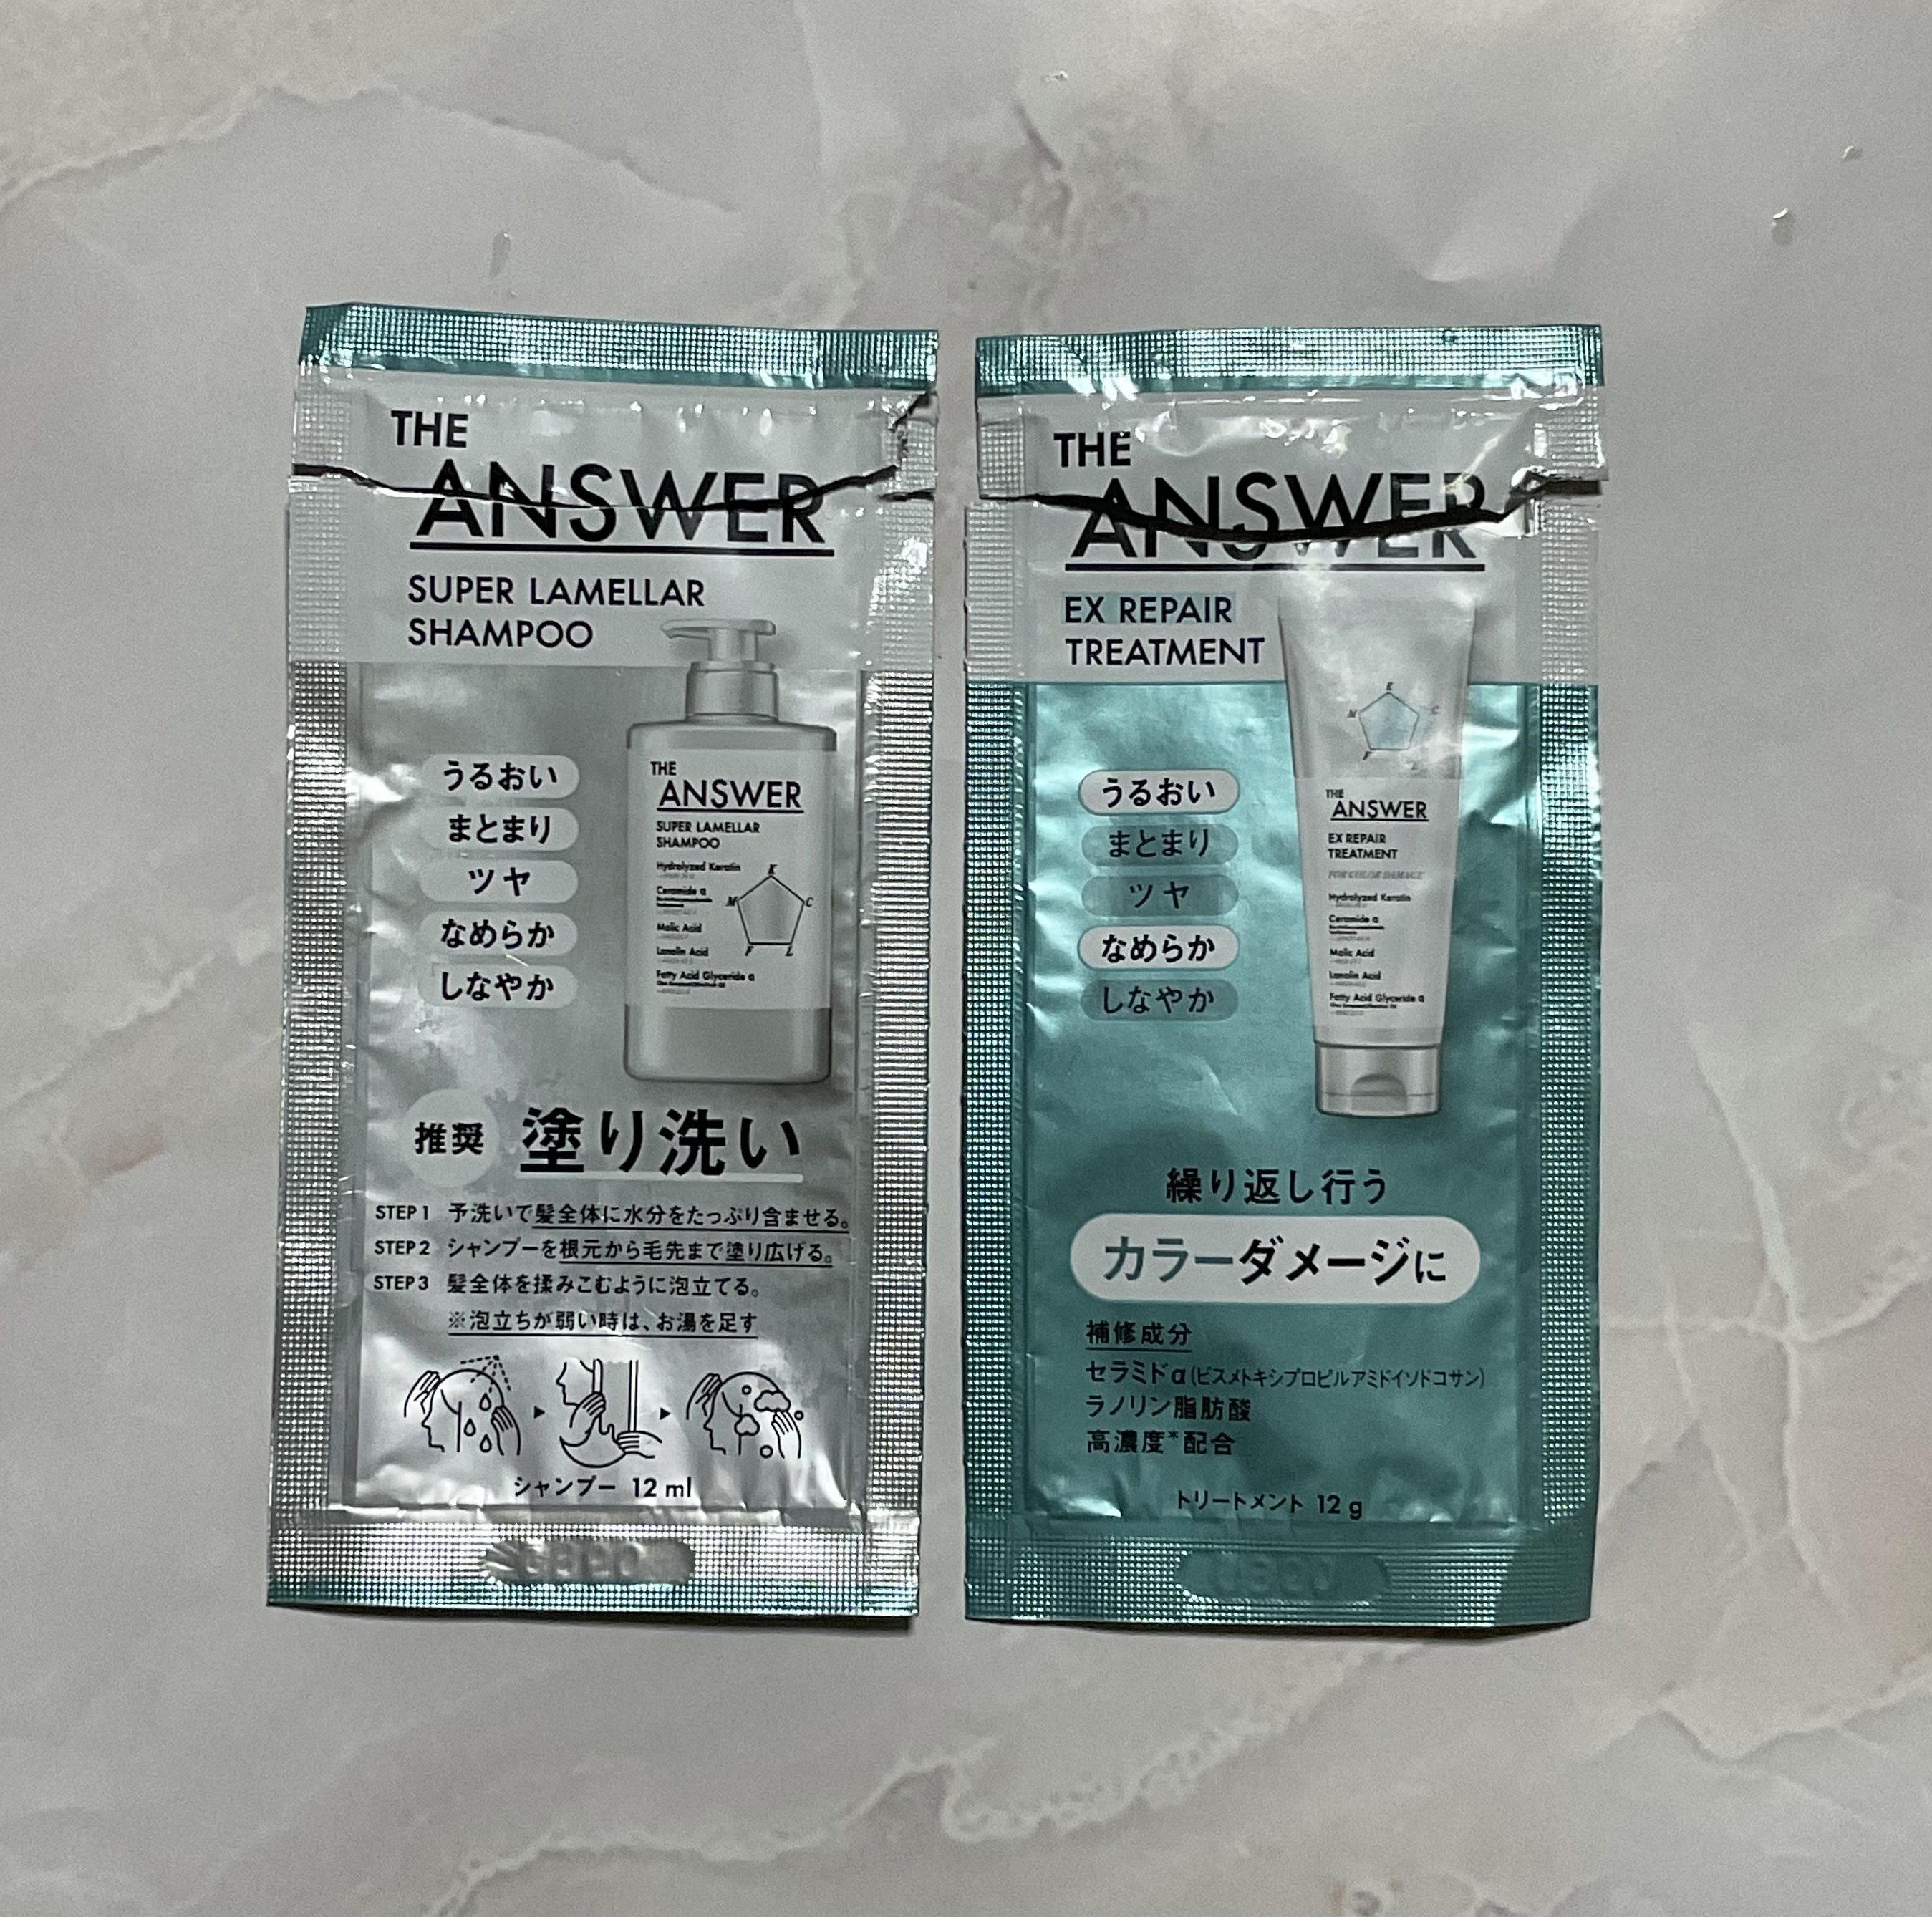 THE
ANSWER
SUPER LAMELLAR
SHAMPOO
うるおい
まとまり
ツヤ
なめらか
しなやか
THE
ANSWER
SUPER LAMELLAR
SHAMPOO
Hydrolyzed Keratin
Ceramide α
Malic Acid
Lanolin Acid
Fatty Acid Glyceride α
K
M
C
F
L
推奨
塗り洗い
STEP 1 予洗いで髪全体に水分をたっぷり含ませる。
STEP 2 シャンプーを根元から毛先まで塗り広げる。
STEP 3 髪全体を揉みこむように泡立てる。
※泡立ちが弱い時は、お湯を足す
シャンプー 12 ml
THE
ANSWER
EX REPAIR
TREATMENT
うるおい
まとまり
ツヤ
なめらか
しなやか
K
M
C
F
L
THE
ANSWER
EX REPAIR
TREATMENT
FOR COLOR DAMAGE
Hydrolyzed Keratin
Ceramide α
Malic Acid
Lanolin Acid
Fatty Acid Glyceride α
繰り返し行う
カラーダメージに
補修成分
セラミドα(ビスメトキシプロピルアミドイソドコサン)
ラノリン脂肪酸
高濃度*配合
トリートメント 12 g